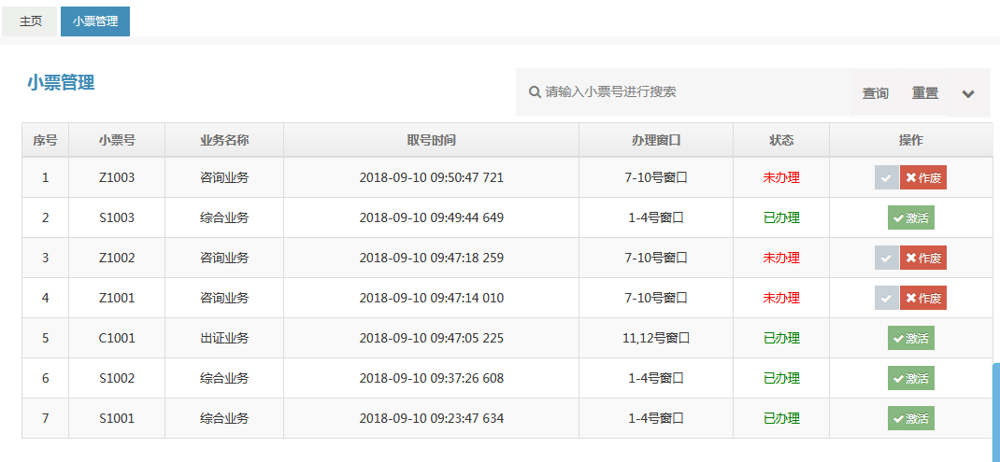 主页 小票管理
小票管理
请输入小票号进行搜索 查询 重置
序号 小票号 业务名称 取号时间 办理窗口 状态 操作
1 Z1003 咨询业务 2018-09-10 09:50:47 721 7-10号窗口 未办理 作废
2 S1003 综合业务 2018-09-10 09:49:44 649 1-4号窗口 已办理 激活
3 Z1002 咨询业务 2018-09-10 09:47:18 259 7-10号窗口 未办理 作废
4 Z1001 咨询业务 2018-09-10 09:47:14 010 7-10号窗口 未办理 作废
5 C1001 出证业务 2018-09-10 09:47:05 225 11,12号窗口 已办理 激活
6 S1002 综合业务 2018-09-10 09:37:26 608 1-4号窗口 已办理 激活
7 S1001 综合业务 2018-09-10 09:23:47 634 1-4号窗口 已办理 激活